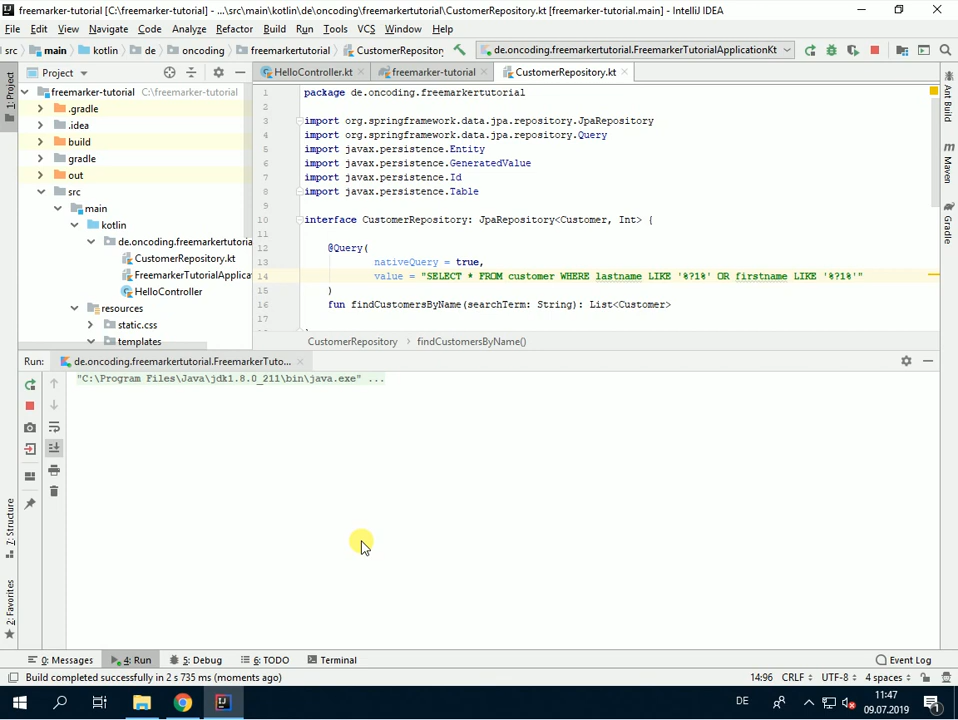 freemarker-tutorial [C:\freemarker-tutorial] - ...\src\main\kotlin\de\oncoding\freemarkertutorial\CustomerRepository.kt [freemarker-tutorial.main] - IntelliJ IDEA
File Edit View Navigate Code Analyze Refactor Build Run Tools VCS Window Help
src main kotlin de oncoding freemarkertutorial CustomerRepositor de.oncoding.freemarkertutorial.FreemarkerTutorialApplicationKt
1: Project
Project
HelloController.kt freemarker-tutorial CustomerRepository.kt
freemarker-tutorial C:\freemarker-tutorial
.gradle
.idea
build
gradle
out
src
main
kotlin
de.oncoding.freemarkertutoria
CustomerRepository.kt
FreemarkerTutorialApplica
HelloController
resources
static.css
templates
1 package de.oncoding.freemarkertutorial
2
3 import org.springframework.data.jpa.repository.JpaRepository
4 import org.springframework.data.jpa.repository.Query
5 import javax.persistence.Entity
6 import javax.persistence.GeneratedValue
7 import javax.persistence.Id
8 import javax.persistence.Table
9
10 interface CustomerRepository: JpaRepository<Customer, Int> {
11
12 @Query(
13 nativeQuery = true,
14 value = "SELECT * FROM customer WHERE lastname LIKE '%?1%' OR firstname LIKE '%?1%'"
15 )
16 fun findCustomersByName(searchTerm: String): List<Customer>
17
CustomerRepository › findCustomersByName()
Ant Build
Maven
Gradle
Run: de.oncoding.freemarkertutorial.FreemarkerTuto...
"C:\Program Files\Java\jdk1.8.0_211\bin\java.exe" ...
7: Structure
2: Favorites
0: Messages 4: Run 5: Debug 6: TODO Terminal Event Log
Build completed successfully in 2 s 735 ms (moments ago) 14:96 CRLF UTF-8 4 spaces
DE 11:47
09.07.2019
1